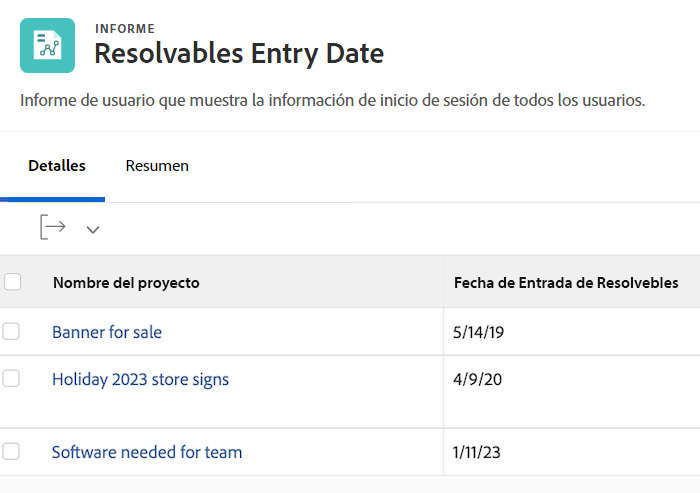 INFORME
Resolvables Entry Date
Informe de usuario que muestra la información de inicio de sesión de todos los usuarios.
Detalles Resumen
Nombre del proyecto Fecha de Entrada de Resolvebles
Banner for sale 5/14/19
Holiday 2023 store signs 4/9/20
Software needed for team 1/11/23